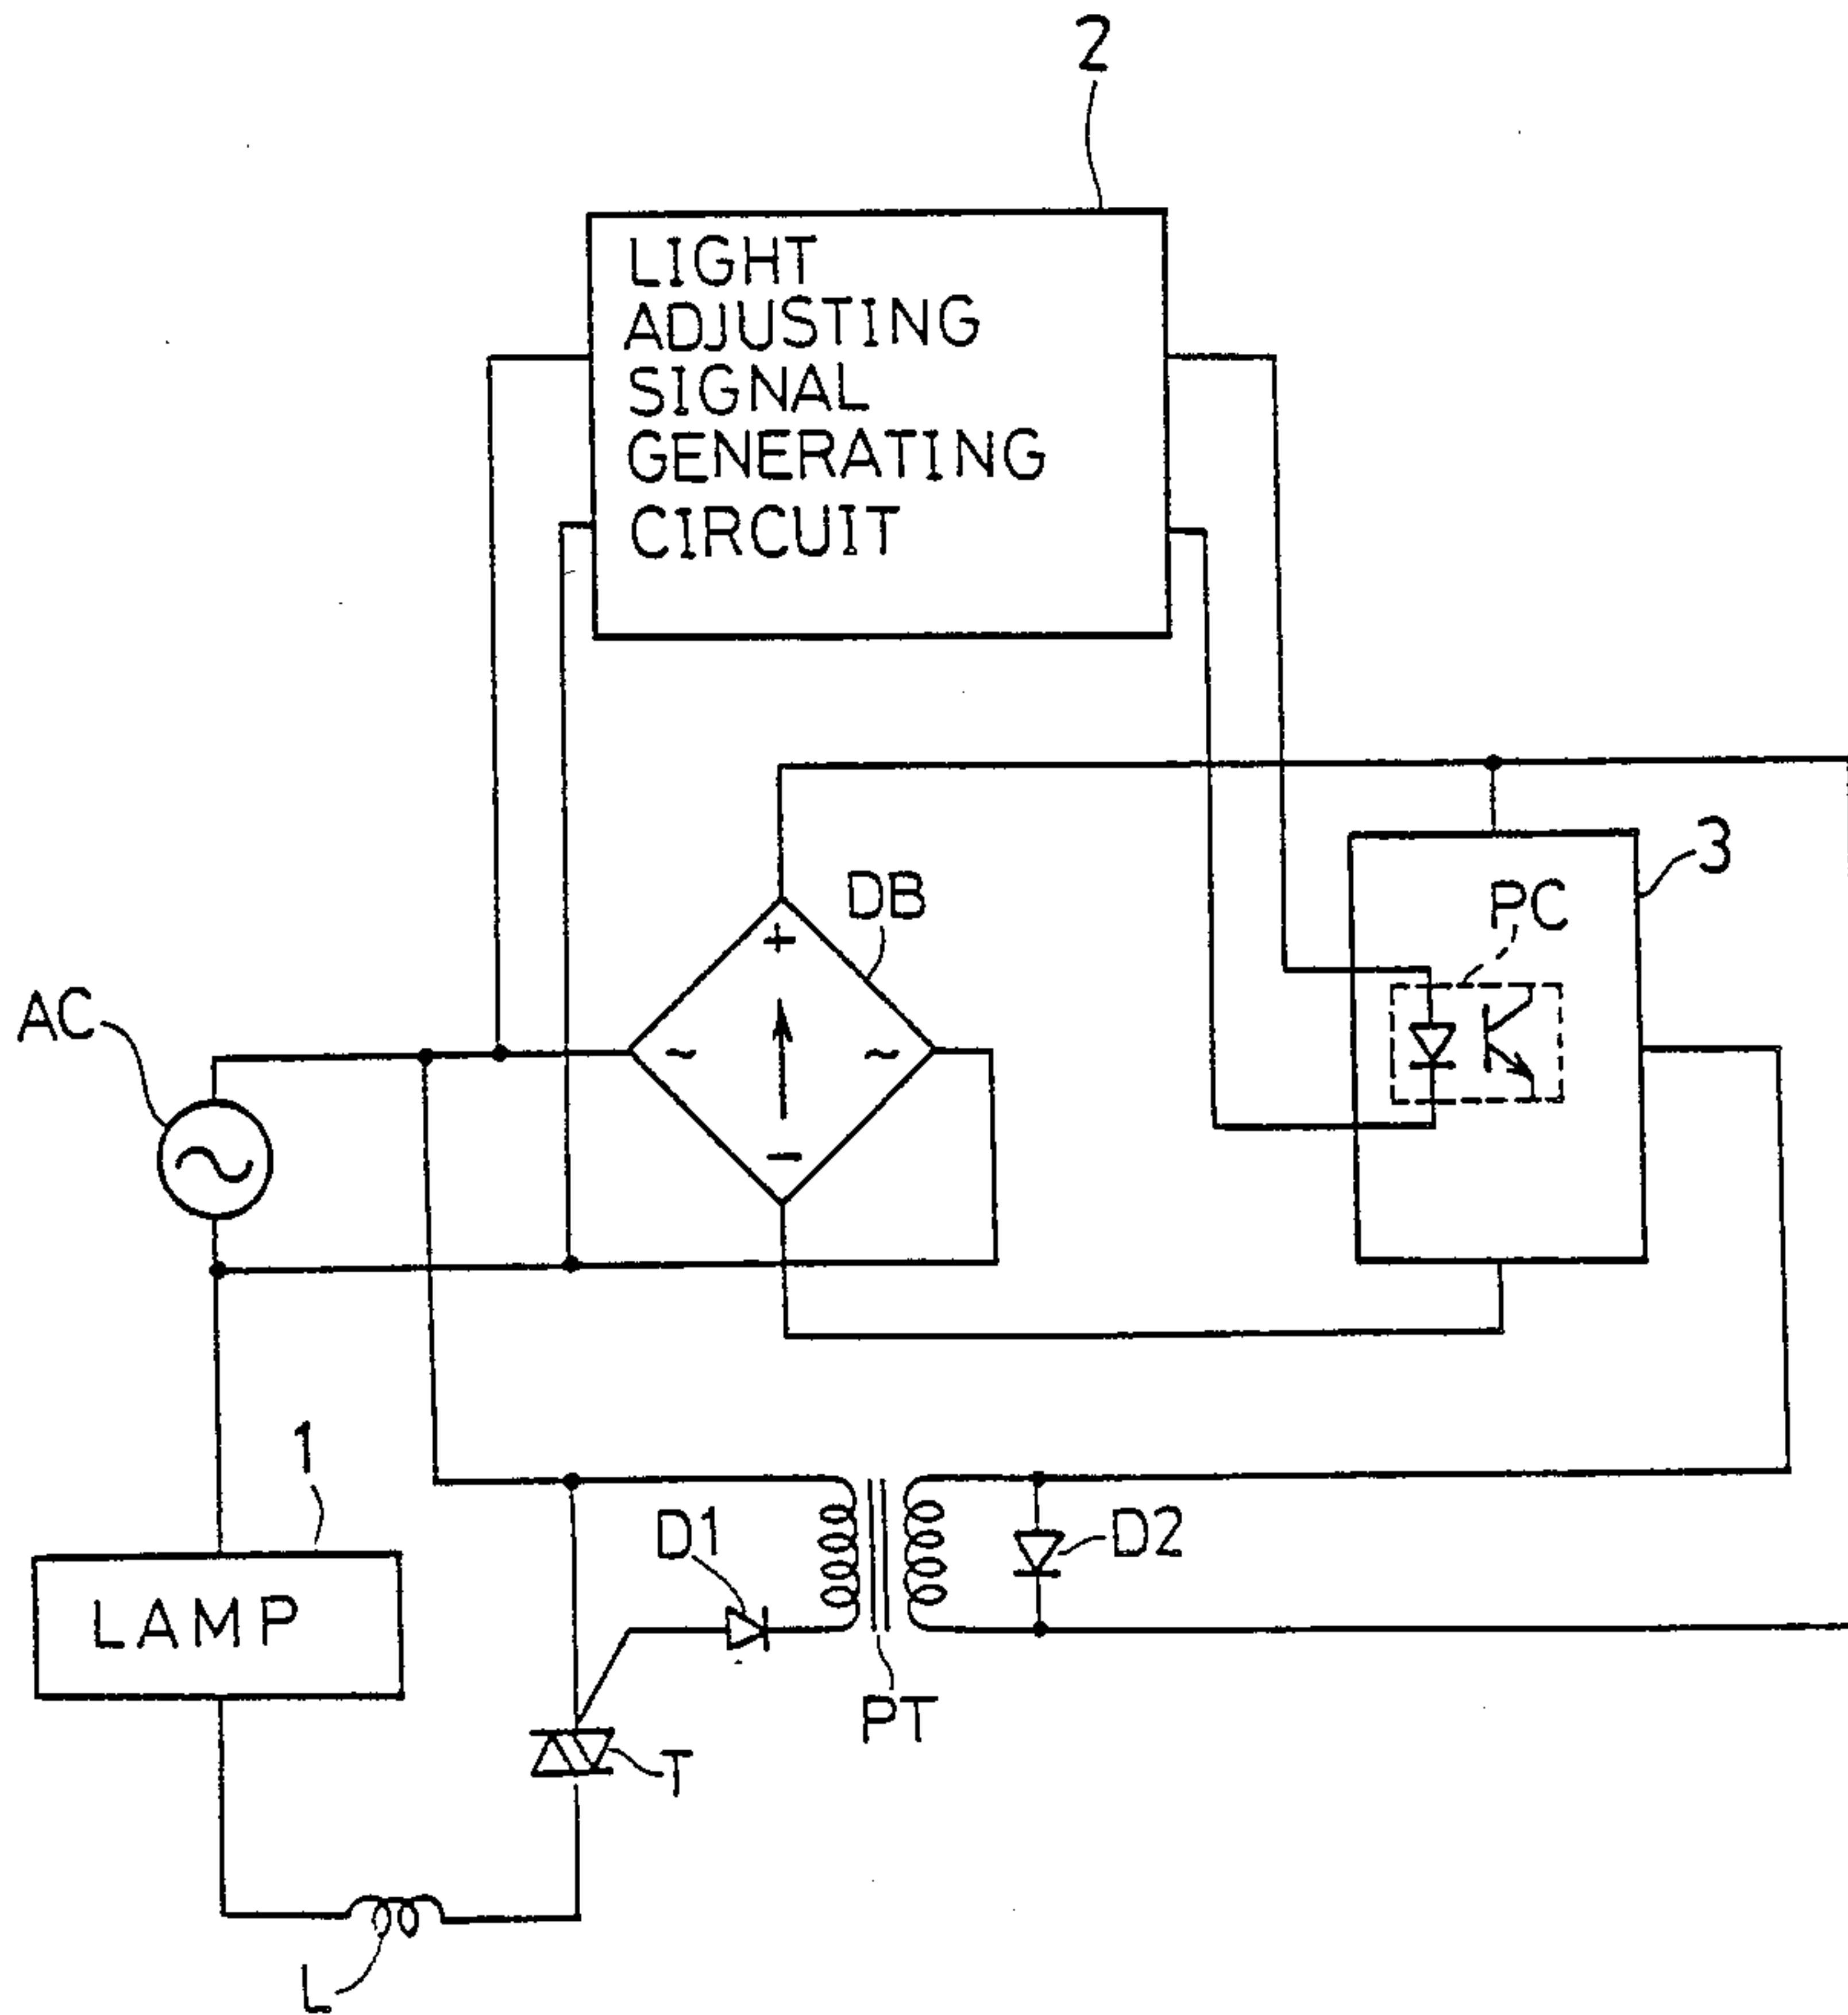 2
LIGHT
ADJUSTING
SIGNAL
GENERATING
CIRCUIT
DB
3
PC
AC
+
~
~
−
1
D1
D2
LAMP
PT
T
L